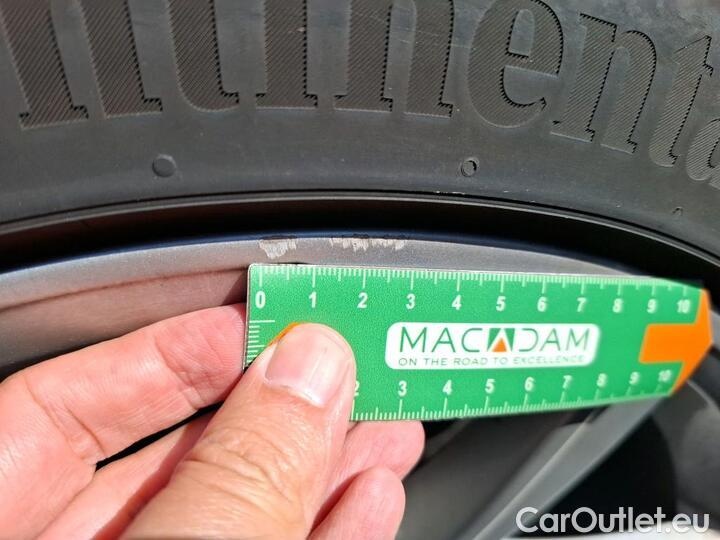 ntinenta
0 1 2 3 4 5 6 7 8 9 10
MACADAM
ON THE ROAD TO EXCELLENCE
2 3 4 5 6 7 8 9 10
CarOutlet.eu